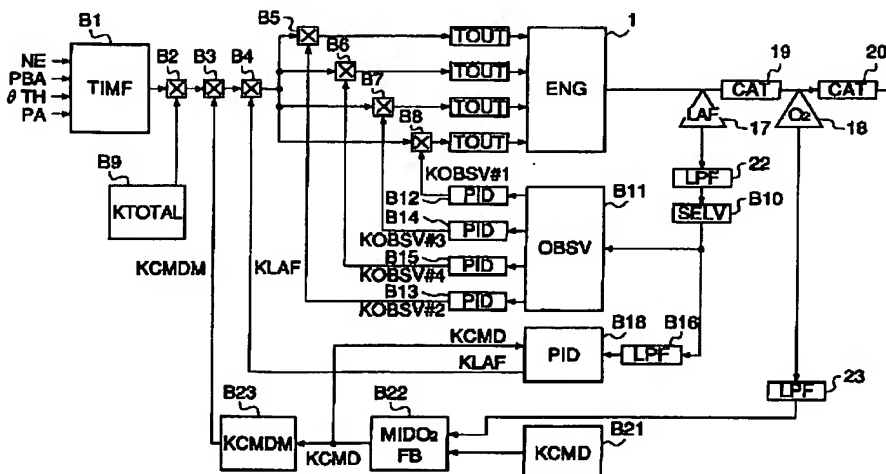 B1
B5
1
19
20
B2 B3 B4
B6
TOUT
NE
PBA
θTH
PA
TIMF
B7
TOUT
ENG
CAT
CAT
B8
TOUT
LAF
17
O2
18
TOUT
22
LPF
B9
KOBSV#1
B11
SELV
B10
KTOTAL
B12
PID
B14
PID
KOBSV#3
OBSV
B15
PID
KOBSV#4
KCMDM
KLAF
B13
PID
KOBSV#2
B18
B16
KCMD
PID
LPF
KLAF
23
LPF
B23
B22
KCMDM
KCMD
MIDO2
FB
KCMD
B21